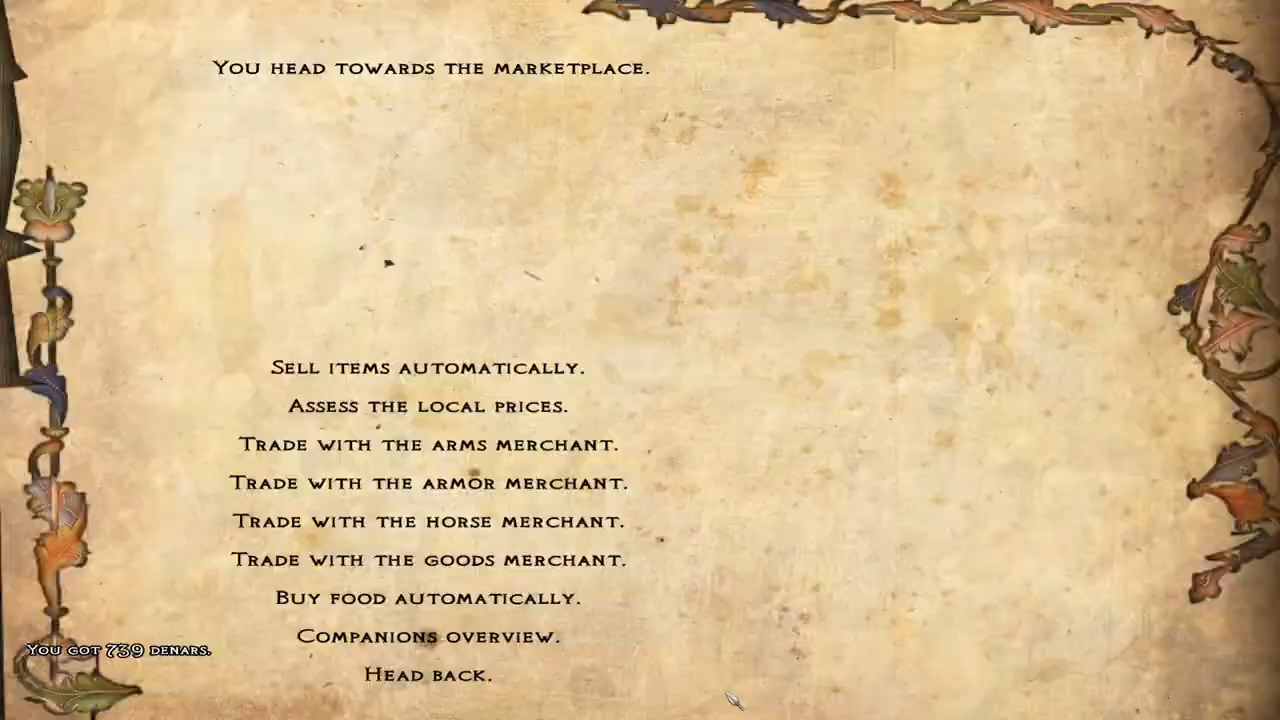 You head towards the marketplace.
Sell items automatically.
Assess the local prices.
Trade with the arms merchant.
Trade with the armor merchant.
Trade with the horse merchant.
Trade with the goods merchant.
Buy food automatically.
Companions overview.
You got 739 denars.
Head back.